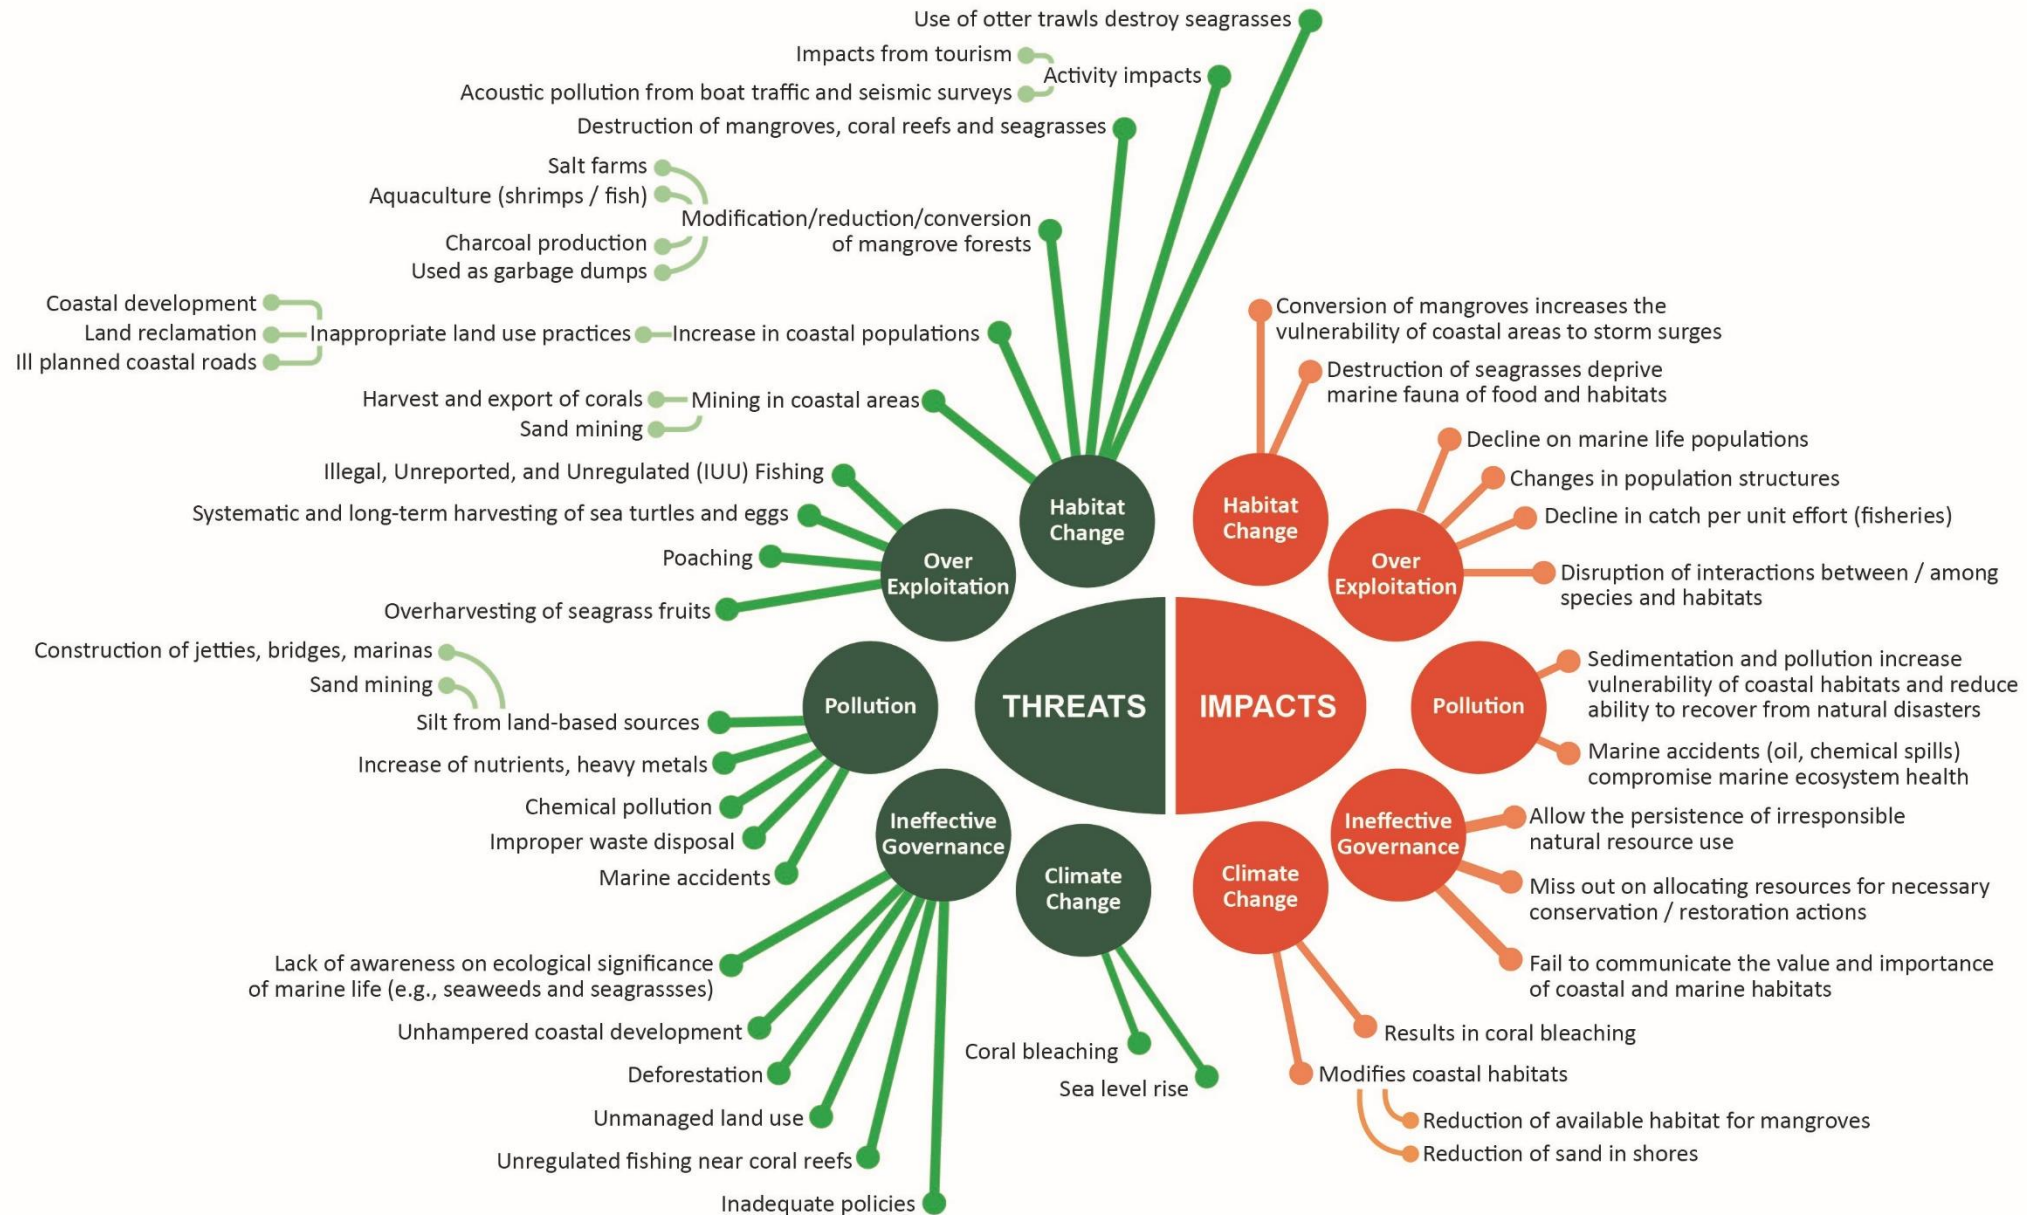 Use of otter trawls destroy seagrasses
Impacts from tourism
Activity impacts
Acoustic pollution from boat traffic and seismic surveys
Destruction of mangroves, coral reefs and seagrasses
Salt farms
Aquaculture (shrimps / fish)
Modification/reduction/conversion
of mangrove forests
Charcoal production
Used as garbage dumps
Coastal development
Land reclamation
Ill planned coastal roads
Inappropriate land use practices
Increase in coastal populations
Harvest and export of corals
Mining in coastal areas
Sand mining
Habitat
Change
Illegal, Unreported, and Unregulated (IUU) Fishing
Systematic and long-term harvesting of sea turtles and eggs
Poaching
Overharvesting of seagrass fruits
Over
Exploitation
Construction of jetties, bridges, marinas
Sand mining
Silt from land-based sources
Increase of nutrients, heavy metals
Chemical pollution
Improper waste disposal
Marine accidents
Pollution
THREATS
Ineffective
Governance
Lack of awareness on ecological significance
of marine life (e.g., seaweeds and seagrassses)
Unhampered coastal development
Deforestation
Unmanaged land use
Unregulated fishing near coral reefs
Inadequate policies
Climate
Change
Coral bleaching
Sea level rise
IMPACTS
Habitat
Change
Conversion of mangroves increases the
vulnerability of coastal areas to storm surges
Destruction of seagrasses deprive
marine fauna of food and habitats
Over
Exploitation
Decline on marine life populations
Changes in population structures
Decline in catch per unit effort (fisheries)
Disruption of interactions between / among
species and habitats
Pollution
Sedimentation and pollution increase
vulnerability of coastal habitats and reduce
ability to recover from natural disasters
Marine accidents (oil, chemical spills)
compromise marine ecosystem health
Ineffective
Governance
Allow the persistence of irresponsible
natural resource use
Miss out on allocating resources for necessary
conservation / restoration actions
Fail to communicate the value and importance
of coastal and marine habitats
Climate
Change
Results in coral bleaching
Modifies coastal habitats
Reduction of available habitat for mangroves
Reduction of sand in shores